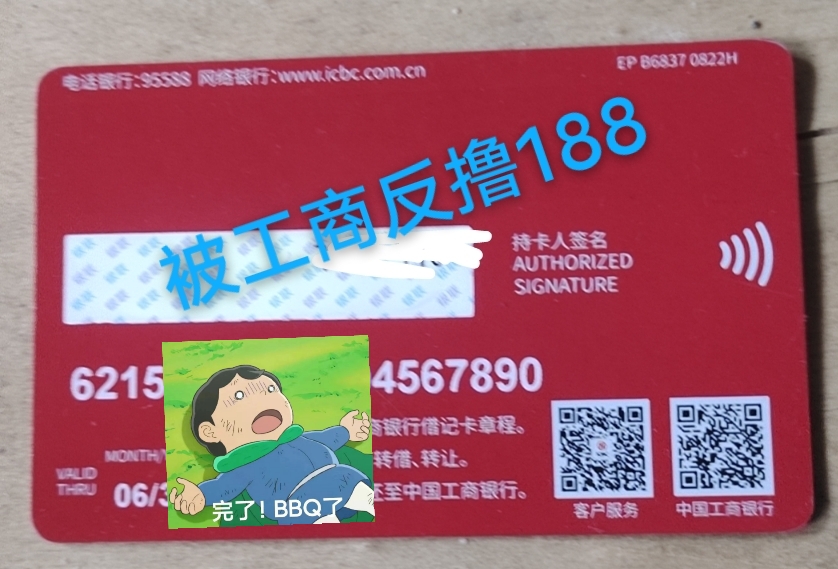 电话银行:95588 网络银行:www.icbc.com.cn
EP B6837 0822H
被工商反撸188
持卡人签名
AUTHORIZED
SIGNATURE
6215
4567890
商银行借记卡章程。
MONTH/
转借、转让。
VALID
THRU
06/3
至中国工商银行。
完了!BBQ了
客户服务
中国工商银行